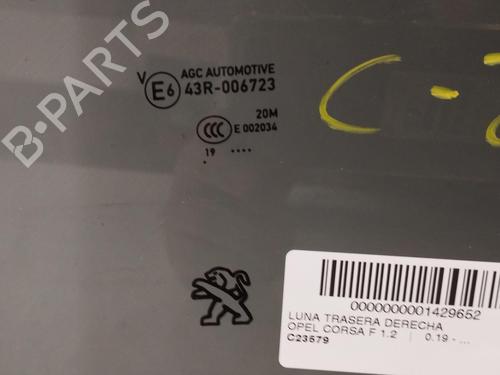 B-PARTS
AGC AUTOMOTIVE
V E6 43R-006723
20M
CCC E 002034
19 ....
C-
0000000001429652
LUNA TRASERA DERECHA
OPEL CORSA F 1.2 | 0.19 - ...
C23579